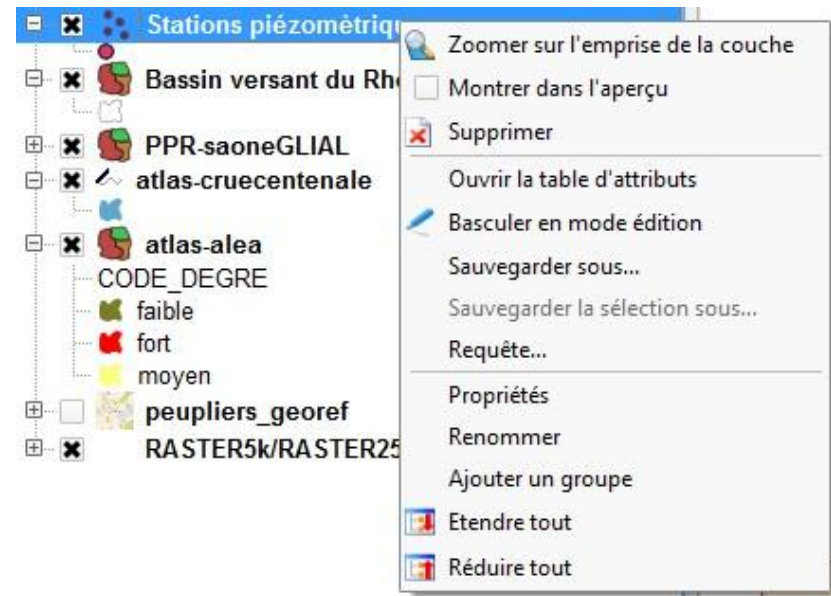 Stations piézomètriqu
Bassin versant du Rh
PPR-saoneGLIAL
atlas-cruecentenale
atlas-alea
CODE_DEGRE
faible
fort
moyen
peupliers_georef
RASTER5k/RASTER25
Zoomer sur l'emprise de la couche
Montrer dans l'aperçu
Supprimer
Ouvrir la table d'attributs
Basculer en mode édition
Sauvegarder sous...
Sauvegarder la sélection sous...
Requête...
Propriétés
Renommer
Ajouter un groupe
Etendre tout
Réduire tout